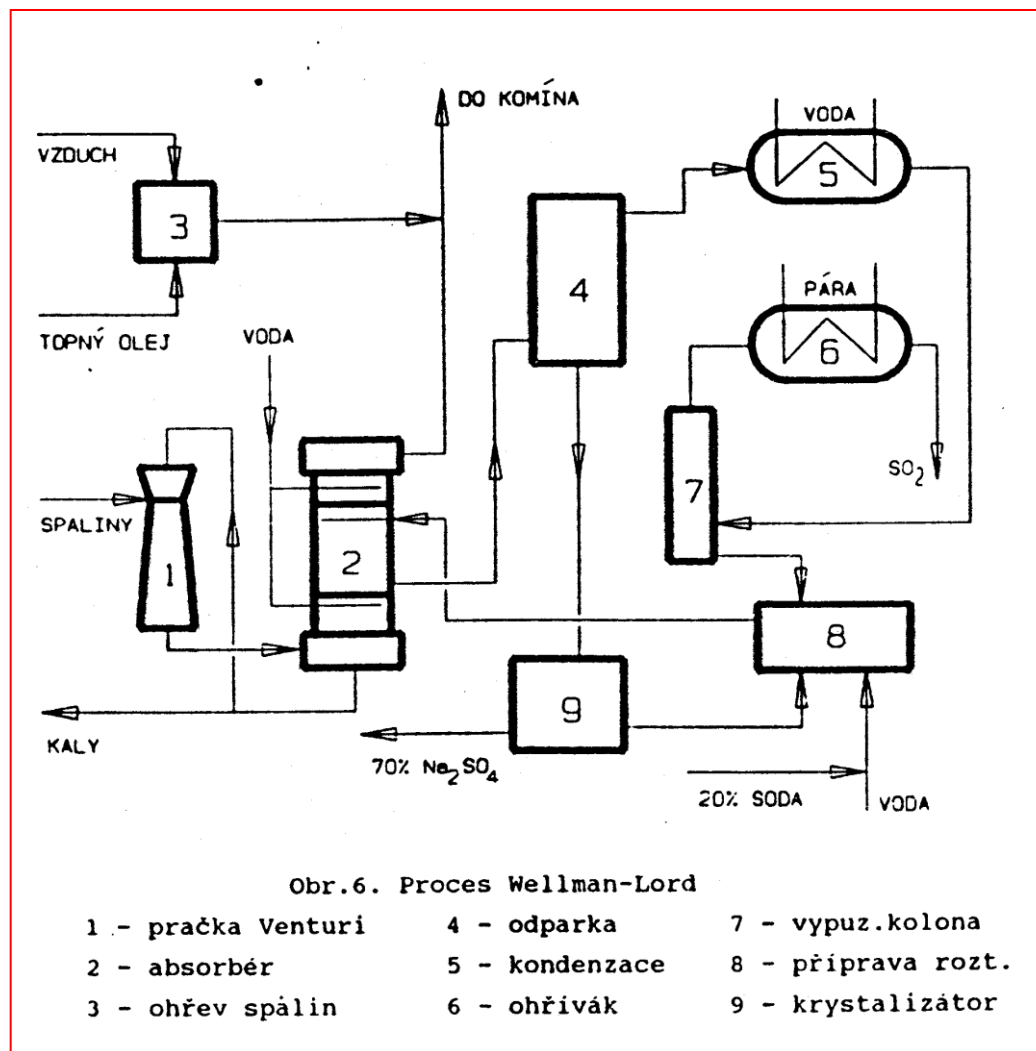 DO KOMÍNA
VODA
VZDUCH
5
3
4
PÁRA
TOPNÝ OLEJ
VODA
6
SO2
7
SPALINY
2
1
8
9
KALY
70% Na2SO4
20% SODA
VODA
Obr.6. Proces Wellman-Lord
1 - pračka Venturi 4 - odparka 7 - vypuz.kolona
2 - absorbér 5 - kondenzace 8 - příprava rozt.
3 - ohřev spàlin 6 - ohřivák 9 - krystalizátor